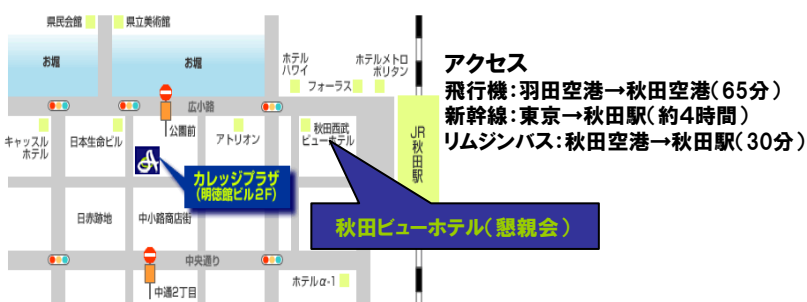 県民会館
県立美術館
お堀
お堀
ホテル
ハワイ
ホテルメトロ
ポリタン
フォーラス
広小路
キャッスル
ホテル
日本生命ビル
公園前
アトリオン
秋田西武
ビューホテル
JR
秋田駅
カレッジプラザ
(明徳館ビル2F)
秋田ビューホテル(懇親会)
日赤跡地
中小路商店街
中央通り
中通2丁目
ホテルα-1
アクセス
飛行機:羽田空港→秋田空港(65分)
新幹線:東京→秋田駅(約4時間)
リムジンバス:秋田空港→秋田駅(30分)